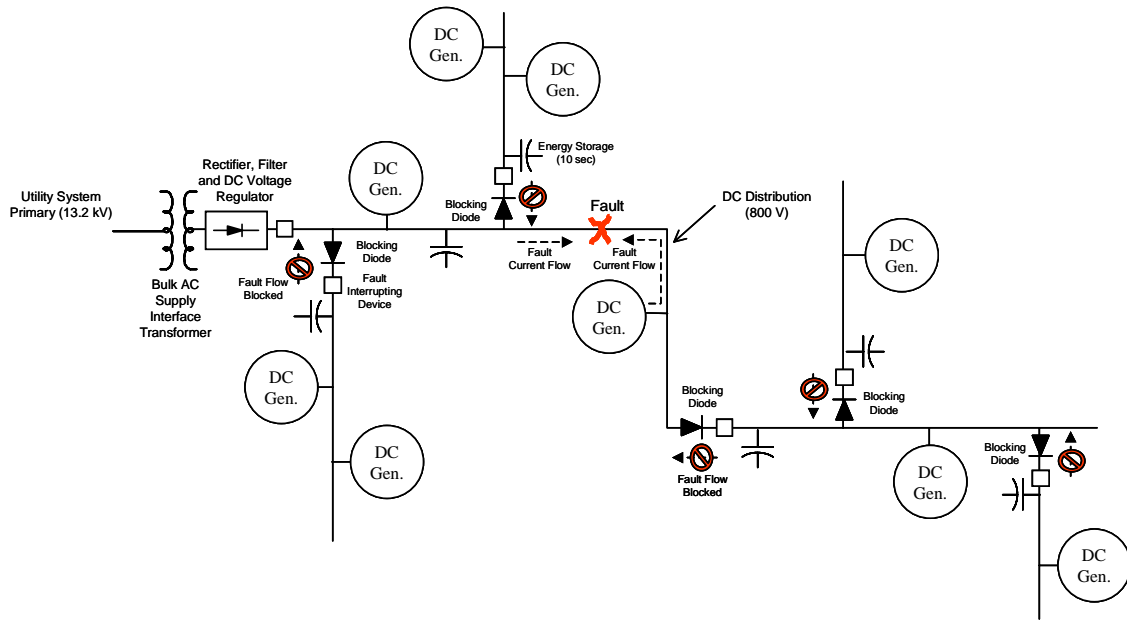 DC
Gen.
DC
Gen.
Energy Storage
(10 sec)
Rectifier, Filter
and DC Voltage
Regulator
DC
Gen.
Utility System
Primary (13.2 kV)
Blocking
Diode
Fault
DC Distribution
(800 V)
Fault
Current Flow
Fault
Current Flow
Blocking
Diode
Fault Flow
Blocked
Fault
Interrupting
Device
Bulk AC
Supply
Interface
Transformer
DC
Gen.
DC
Gen.
DC
Gen.
DC
Gen.
Blocking
Diode
Blocking
Diode
Fault Flow
Blocked
DC
Gen.
Blocking
Diode
DC
Gen.
DC
Gen.